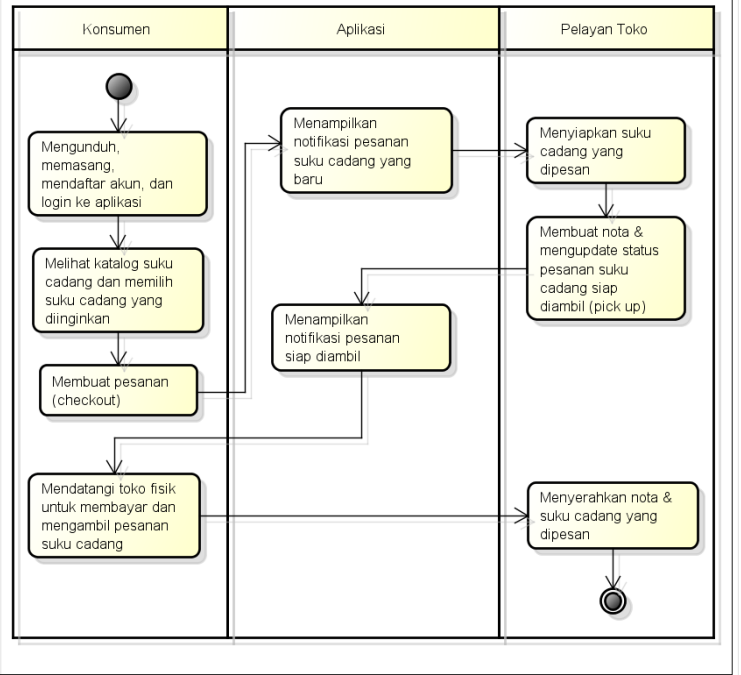 Konsumen
Aplikasi
Pelayan Toko
Mengunduh,
memasang,
mendaftar akun, dan
login ke aplikasi
Melihat katalog suku
cadang dan memilih
suku cadang yang
diinginkan
Membuat pesanan
(checkout)
Menampilkan
notifikasi pesanan
suku cadang yang
baru
Menyiapkan suku
cadang yang
dipesan
Membuat nota &
mengupdate status
pesanan suku
cadang siap
diambil (pick up)
Menampilkan
notifikasi pesanan
siap diambil
Mendatangi toko fisik
untuk membayar dan
mengambil pesanan
suku cadang
Menyerahkan nota &
suku cadang yang
dipesan